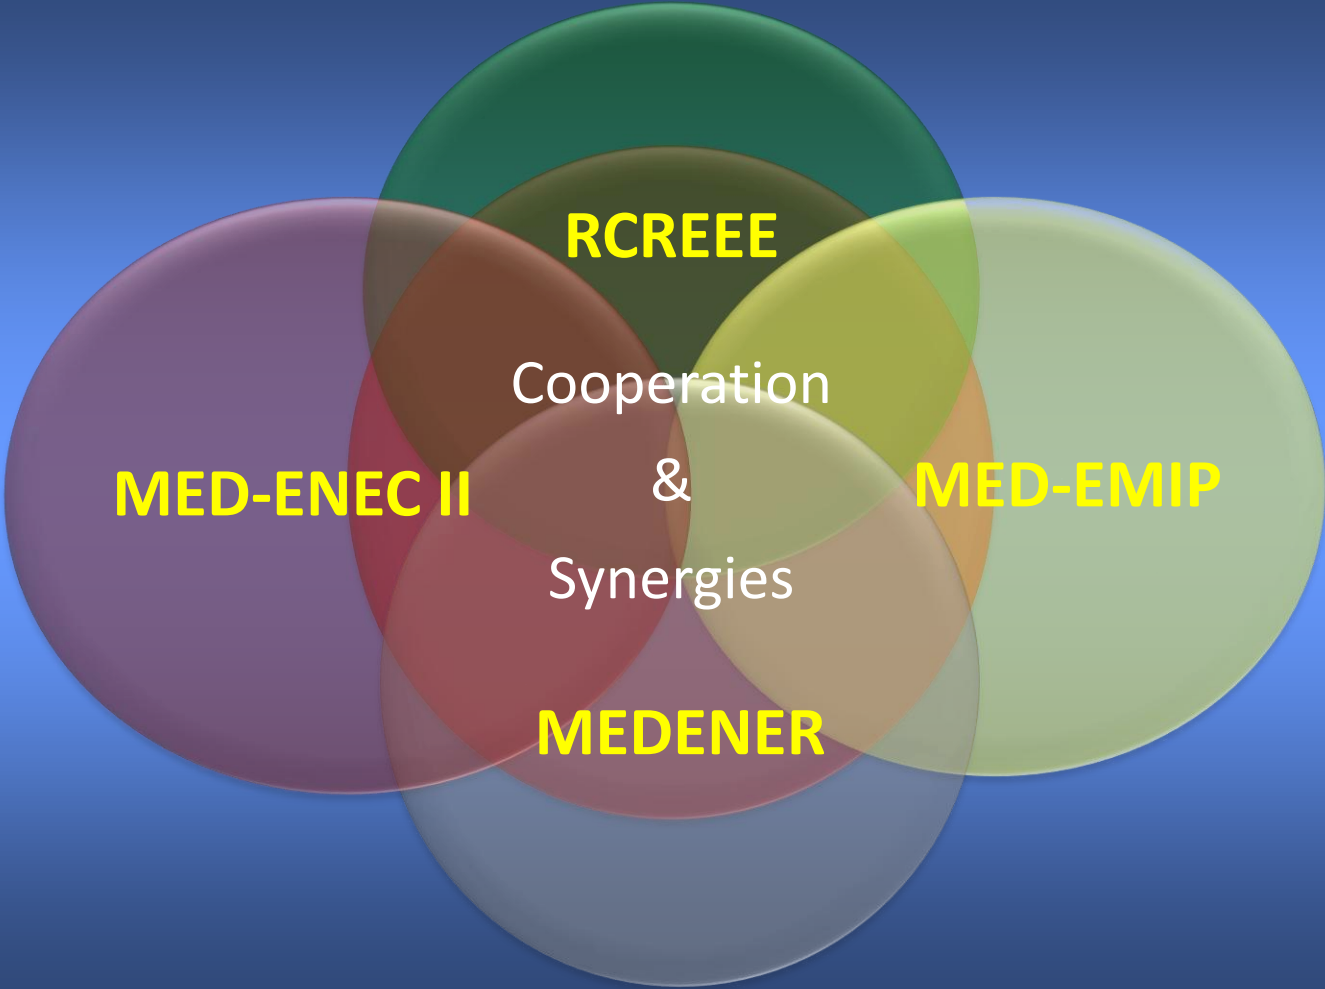 RCREEE
Cooperation
&
Synergies
MED-ENEC II
MED-EMIP
MEDENER